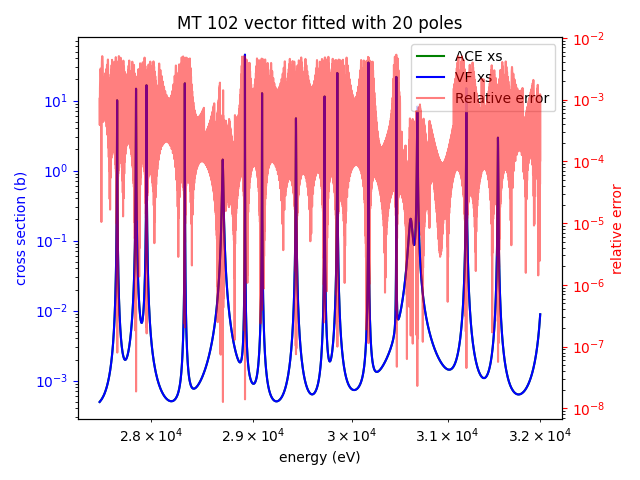 MT 102 vector fitted with 20 poles
ACE xs
VF xs
Relative error
cross section (b)
10¹
10⁰
10⁻¹
10⁻²
10⁻³
relative error
10⁻²
10⁻³
10⁻⁴
10⁻⁵
10⁻⁶
10⁻⁷
10⁻⁸
2.8 × 10⁴ 2.9 × 10⁴ 3 × 10⁴ 3.1 × 10⁴ 3.2 × 10⁴
energy (eV)